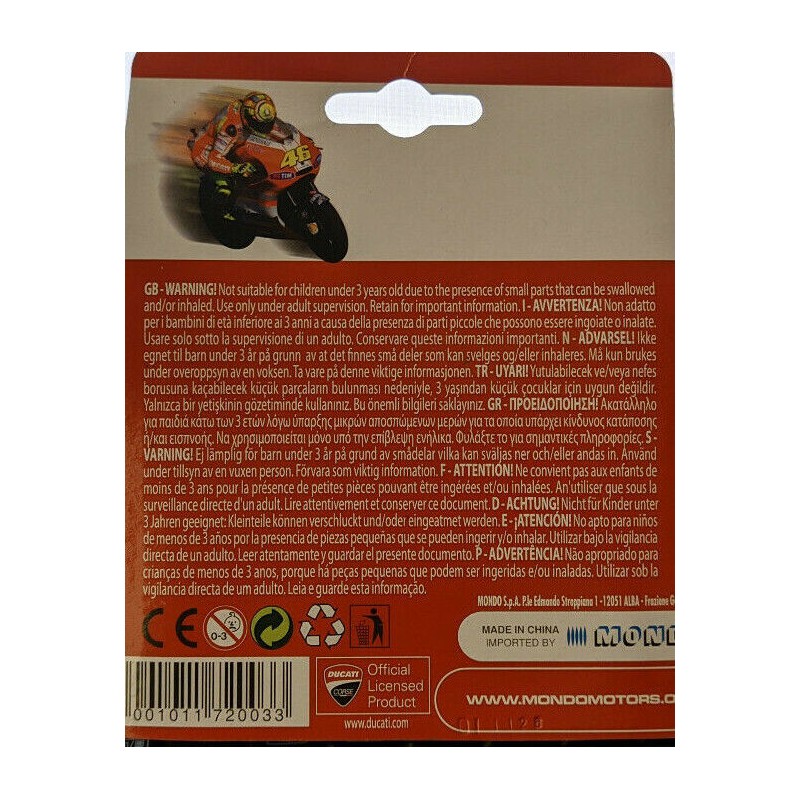 46
TIM
GB - WARNING! Not suitable for children under 3 years old due to the presence of small parts that can be swallowed
and/or inhaled. Use only under adult supervision. Retain for important information. I - AVVERTENZA! Non adatto
per i bambini di età inferiore ai 3 anni a causa della presenza di parti piccole che possono essere ingoiate o inalate.
Usare solo sotto la supervisione di un adulto. Conservare queste informazioni importanti. N - ADVARSEL! Ikke
egnet til barn under 3 år på grunn av at det finnes små deler som kan svelges og/eller inhaleres. Må kun brukes
under overoppsyn av en voksen. Ta vare på denne viktige informasjonen. TR - UYARI! Yutulabilecek ve/veya nefes
borusuna kaçabilecek küçük parçaların bulunması nedeniyle, 3 yaşından küçük çocuklar için uygun değildir.
Yalnızca bir yetişkinin gözetiminde kullanınız. Bu önemli bilgileri saklayınız. GR - ΠΡΟΕΙΔΟΠΟΙΗΣΗ! Ακατάλληλο
για παιδιά κάτω των 3 ετών λόγω ύπαρξης μικρών αποσπώμενων μερών για τα οποία υπάρχει κίνδυνος κατάποσης
ή/και εισπνοής. Να χρησιμοποιείται μόνο υπό την επίβλεψη ενήλικα. Φυλάξτε το για σημαντικές πληροφορίες. S -
VARNING! Ej lämplig för barn under 3 år på grund av smådelar vilka kan sväljas ner och/eller andas in. Använd
under tillsyn av en vuxen person. Förvara som viktig information. F - ATTENTION! Ne convient pas aux enfants de
moins de 3 ans pour la présence de petites pièces pouvant être ingérées et/ou inhalées. An'utiliser que sous la
surveillance directe d'un adult. Lire attentivement et conserver ce document. D - ACHTUNG! Nicht für Kinder unter
3 Jahren geeignet: Kleinteile können verschluckt und/oder eingeatmet werden. E - ¡ATENCIÓN! No apto para niños
de menos de 3 años por la presencia de piezas pequeñas que se pueden ingerir y/o inhalar. Utilizar bajo la vigilancia
directa de un adulto. Leer atentamente y guardar el presente documento. P - ADVERTÊNCIA! Não apropriado para
crianças de menos de 3 anos, porque há peças pequenas que podem ser ingeridas e/ou inaladas. Utilizar sob a
vigilância directa de um adulto. Leia e guarde esta informação.
MONDO S.p.A. P.le Edmondo Stroppiana 1 - 12051 ALBA - Frazione G
CE
0-3
MADE IN CHINA
IMPORTED BY
MON
DUCATI
CORSE
Official
Licensed
Product
www.ducati.com
WWW.MONDOMOTORS.O
001011 720033